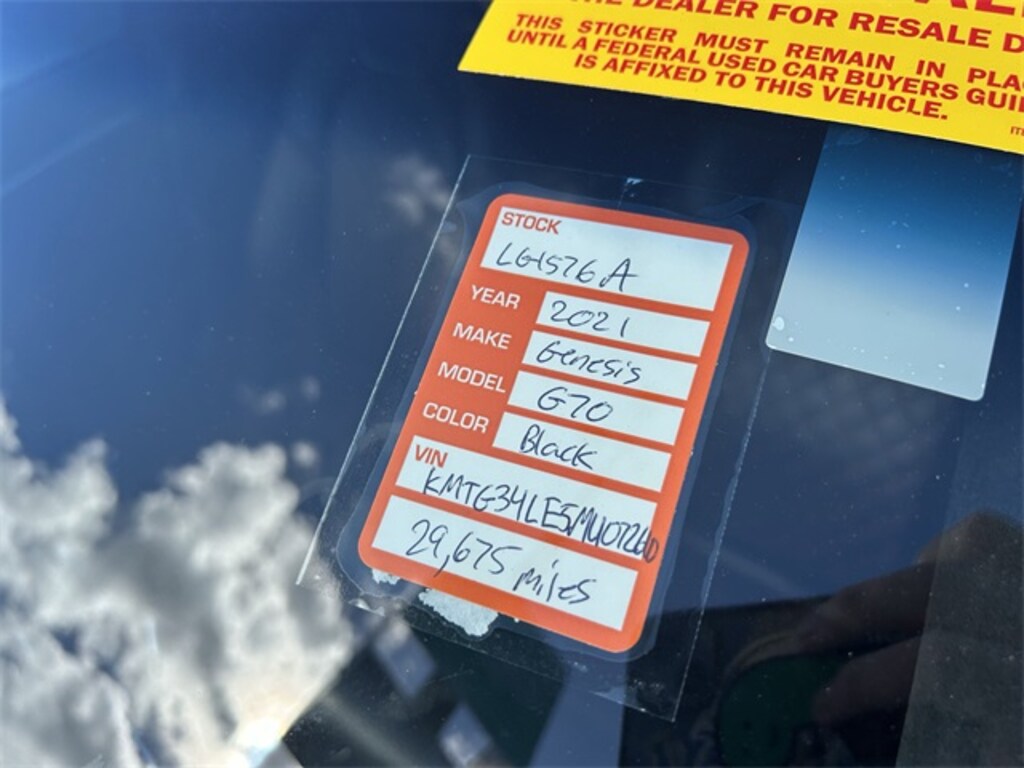 DEALER FOR RESALE
THIS STICKER MUST REMAIN IN
UNTIL A FEDERAL USED CAR BUYERS
IS AFFIXED TO THIS VEHICLE.
STOCK
LG1576A
YEAR 2021
MAKE Genesis
MODEL G70
COLOR Black
VIN
29,675 miles